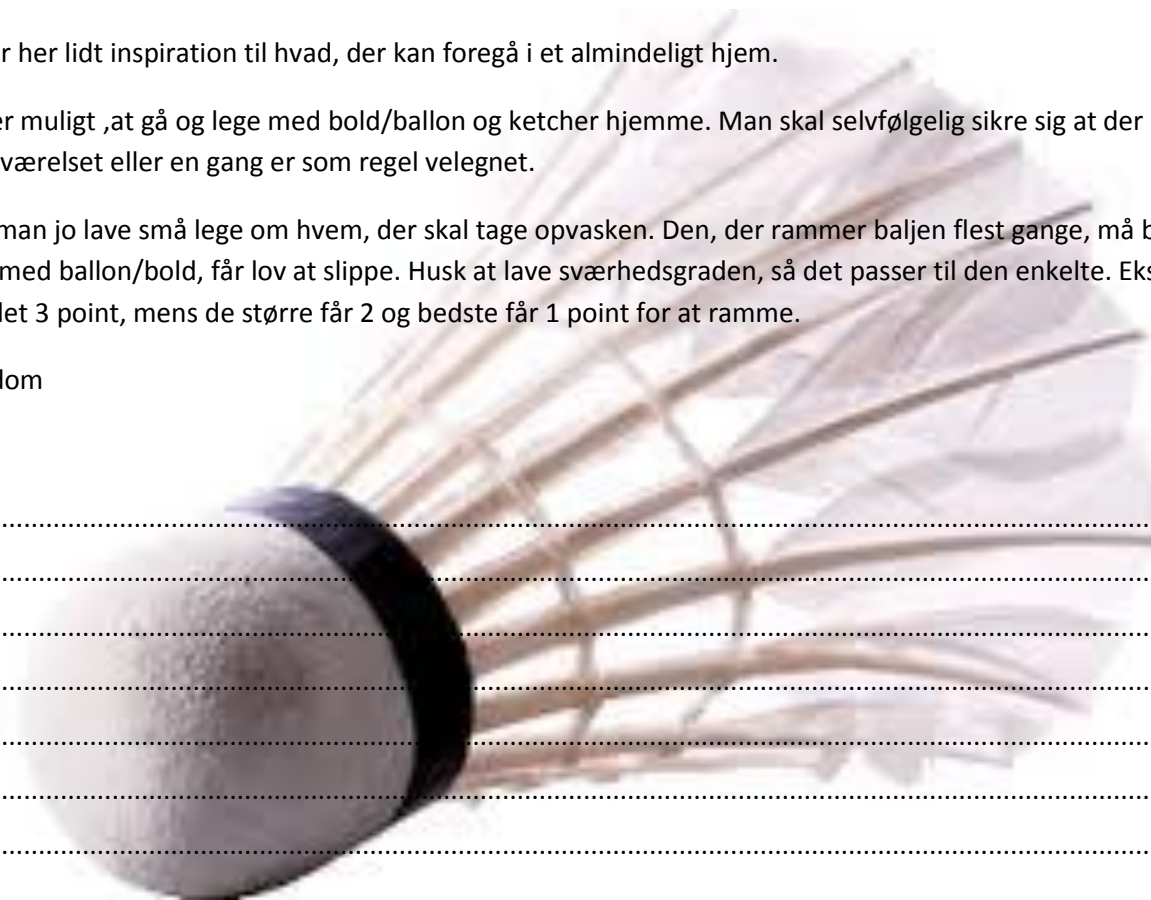 r her lidt inspiration til hvad, der kan foregå i et almindeligt hjem.
er muligt ,at gå og lege med bold/ballon og ketcher hjemme. Man skal selvfølgelig sikre sig at der
værelset eller en gang er som regel velegnet.
man jo lave små lege om hvem, der skal tage opvasken. Den, der rammer baljen flest gange, må b
med ballon/bold, får lov at slippe. Husk at lave sværhedsgraden, så det passer til den enkelte. Eks
det 3 point, mens de større får 2 og bedste får 1 point for at ramme.
dom